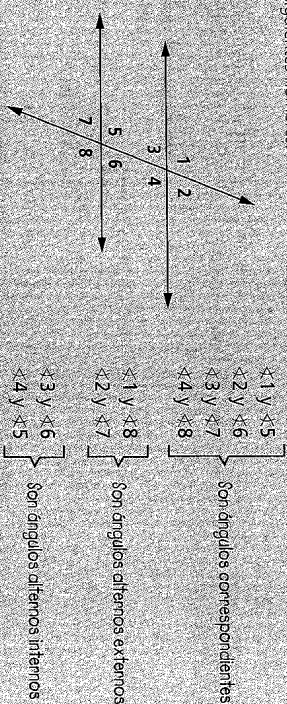 1 2
3 4
5 6
7 8
∢1 y ∢5
∢2 y ∢6
∢3 y ∢7
∢4 y ∢8
Son ángulos correspondientes
∢1 y ∢8
∢2 y ∢7
Son ángulos alternos externos
∢3 y ∢6
∢4 y ∢5
Son ángulos alternos internos